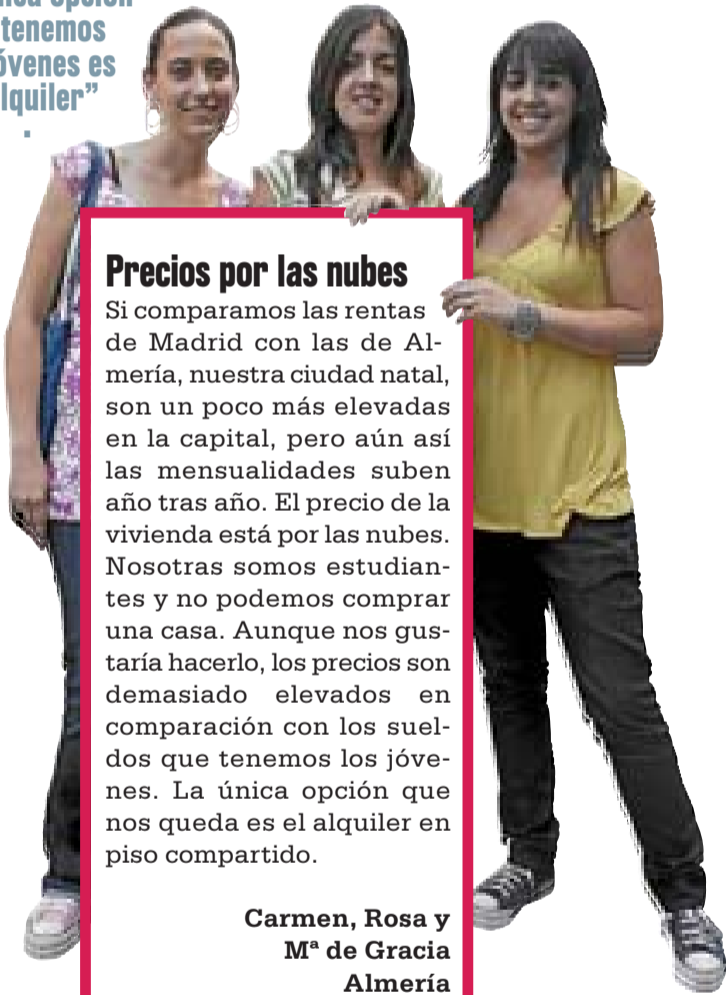 opción
tenemos
es
Precios por las nubes
Si comparamos las rentas
de Madrid con las de Al-
mería, nuestra ciudad natal,
son un poco más elevadas
en la capital, pero aún así
las mensualidades suben
año tras año. El precio de la
vivienda está por las nubes.
Nosotras somos estudian-
tes y no podemos comprar
una casa. Aunque nos gus-
taría hacerlo, los precios son
demasiado elevados en
comparación con los suel-
dos que tenemos los jóve-
nes. La única opción que
nos queda es el alquiler en
piso compartido.
Carmen, Rosa y
Mª de Gracia
Almería